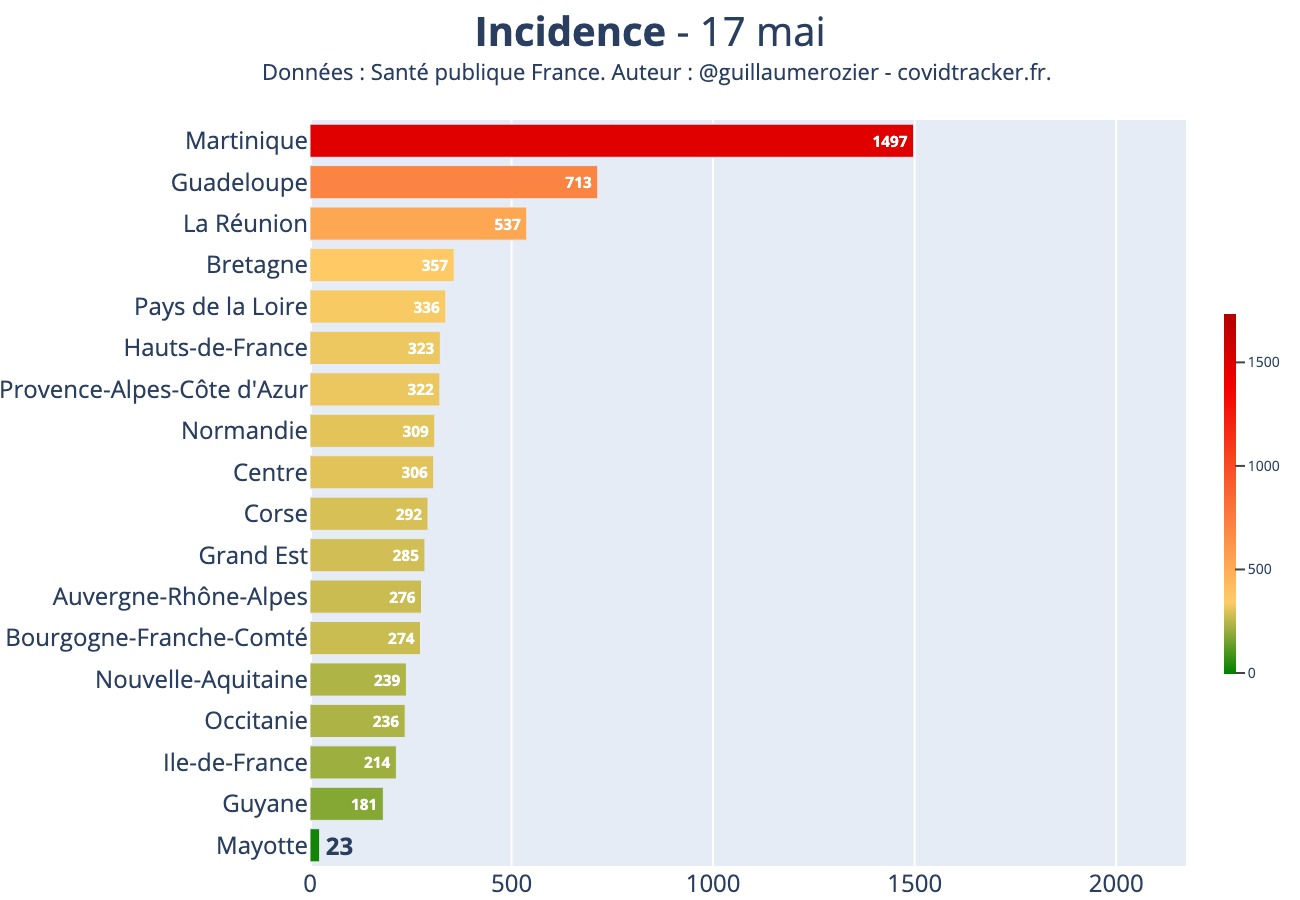 Incidence - 17 mai
Données : Santé publique France. Auteur : @guillaumerozier - covidtracker.fr.
Martinique 1497
Guadeloupe 713
La Réunion 537
Bretagne 357
Pays de la Loire 336
Hauts-de-France 323
Provence-Alpes-Côte d'Azur 322
Normandie 309
Centre 306
Corse 292
Grand Est 285
Auvergne-Rhône-Alpes 276
Bourgogne-Franche-Comté 274
Nouvelle-Aquitaine 239
Occitanie 236
Ile-de-France 214
Guyane 181
Mayotte 23
0 500 1000 1500 2000
1500
1000
500
0